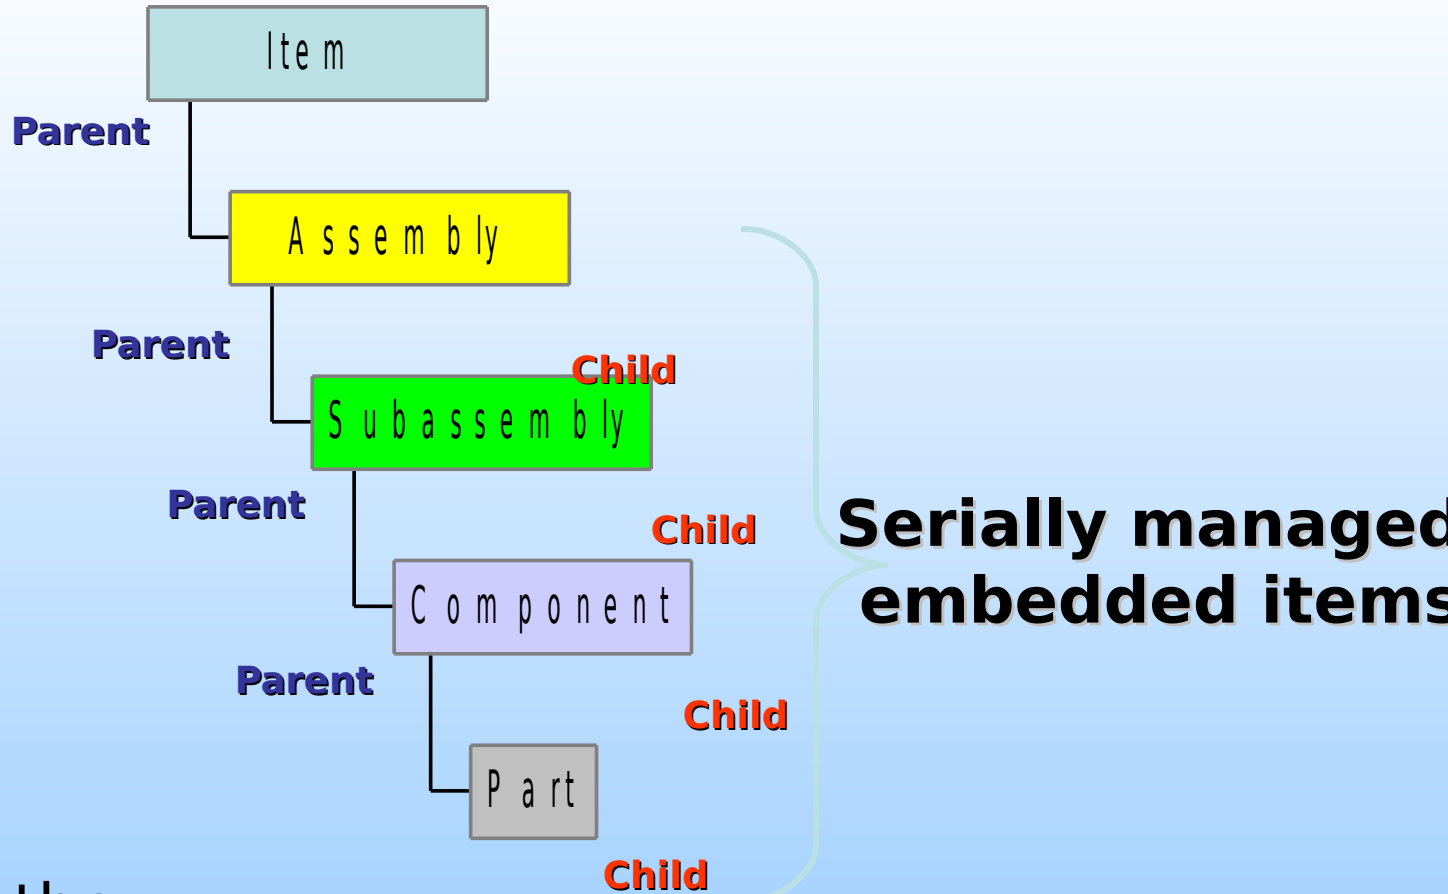 Item
Parent
Assembly
Parent
Child
Subassembly
Parent
Child
Serially managed
Component
embedded items
Parent
Child
Part
Child